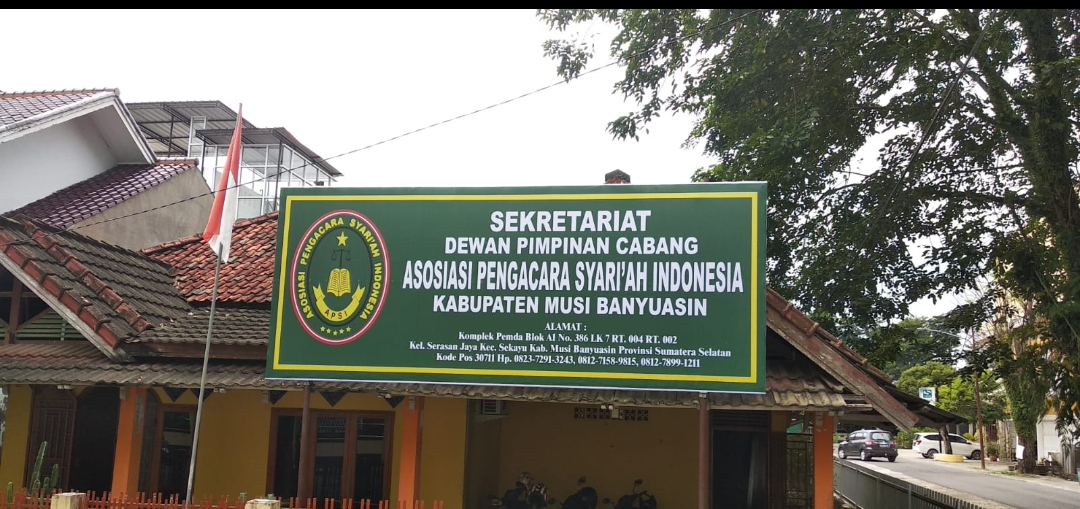 ASOSIASI PENGACARA SYARI'AH INDONESIA
APSI
SEKRETARIAT
DEWAN PIMPINAN CABANG
ASOSIASI PENGACARA SYARI'AH INDONESIA
KABUPATEN MUSI BANYUASIN
ALAMAT :
Komplek Pemda Blok AI No. 386 LK 7 RT. 004 RT. 002
Kel. Serasan Jaya Kec. Sekayu Kab. Musi Banyuasin Provinsi Sumatera Selatan
Kode Pos 30711 Hp. 0823-7291-3243, 0812-7158-9815, 0812-7899-1211